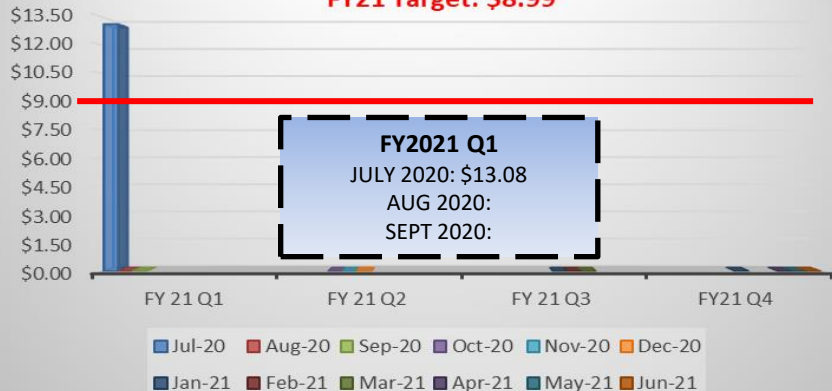 FY21 Target: $8.99
$13.50
$12.00
$10.50
$9.00
$7.50
$6.00
$4.50
$3.00
$1.50
$0.00
FY2021 Q1
JULY 2020: $13.08
AUG 2020:
SEPT 2020:
FY 21 Q1 FY 21 Q2 FY 21 Q3 FY21 Q4
Jul-20 Aug-20 Sep-20 Oct-20 Nov-20 Dec-20
Jan-21 Feb-21 Mar-21 Apr-21 May-21 Jun-21